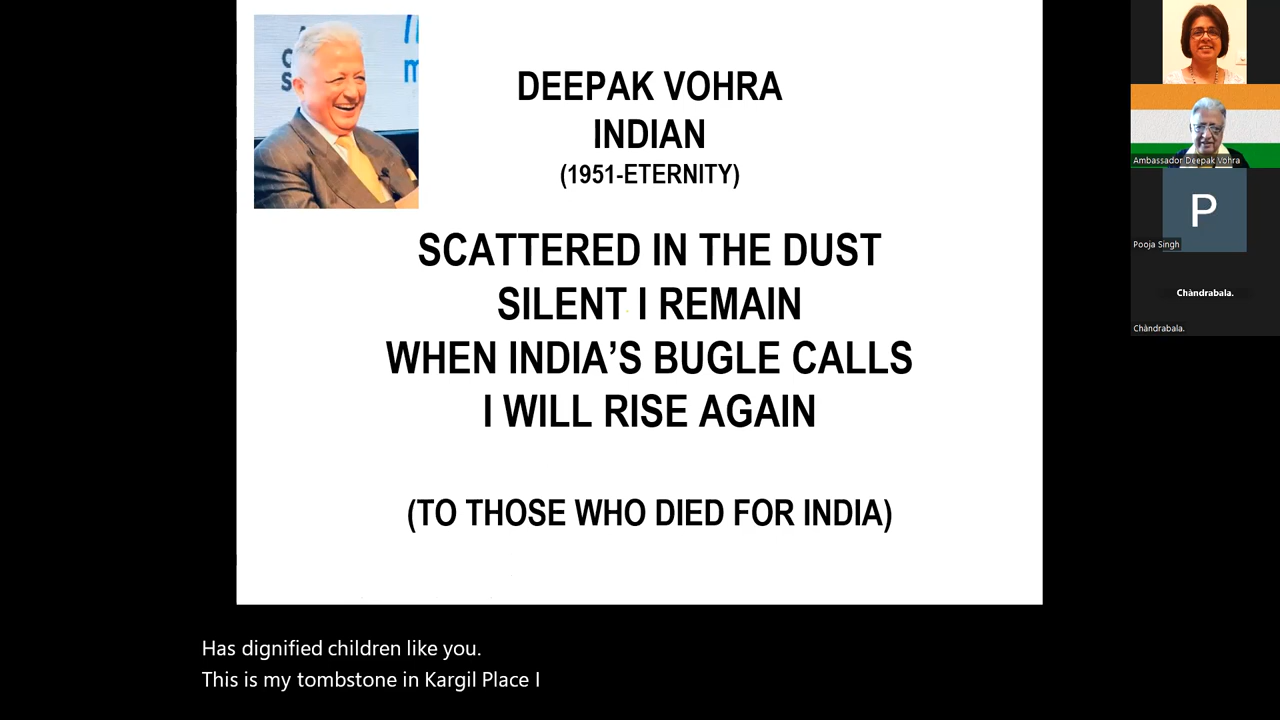 DEEPAK VOHRA
INDIAN
(1951-ETERNITY)
SCATTERED IN THE DUST
SILENT I REMAIN
WHEN INDIA'S BUGLE CALLS
I WILL RISE AGAIN
(TO THOSE WHO DIED FOR INDIA)
Ambassador Deepak Vohra
P
Pooja Singh
Chàndrabala.
Chàndrabala.
Has dignified children like you.
This is my tombstone in Kargil Place I